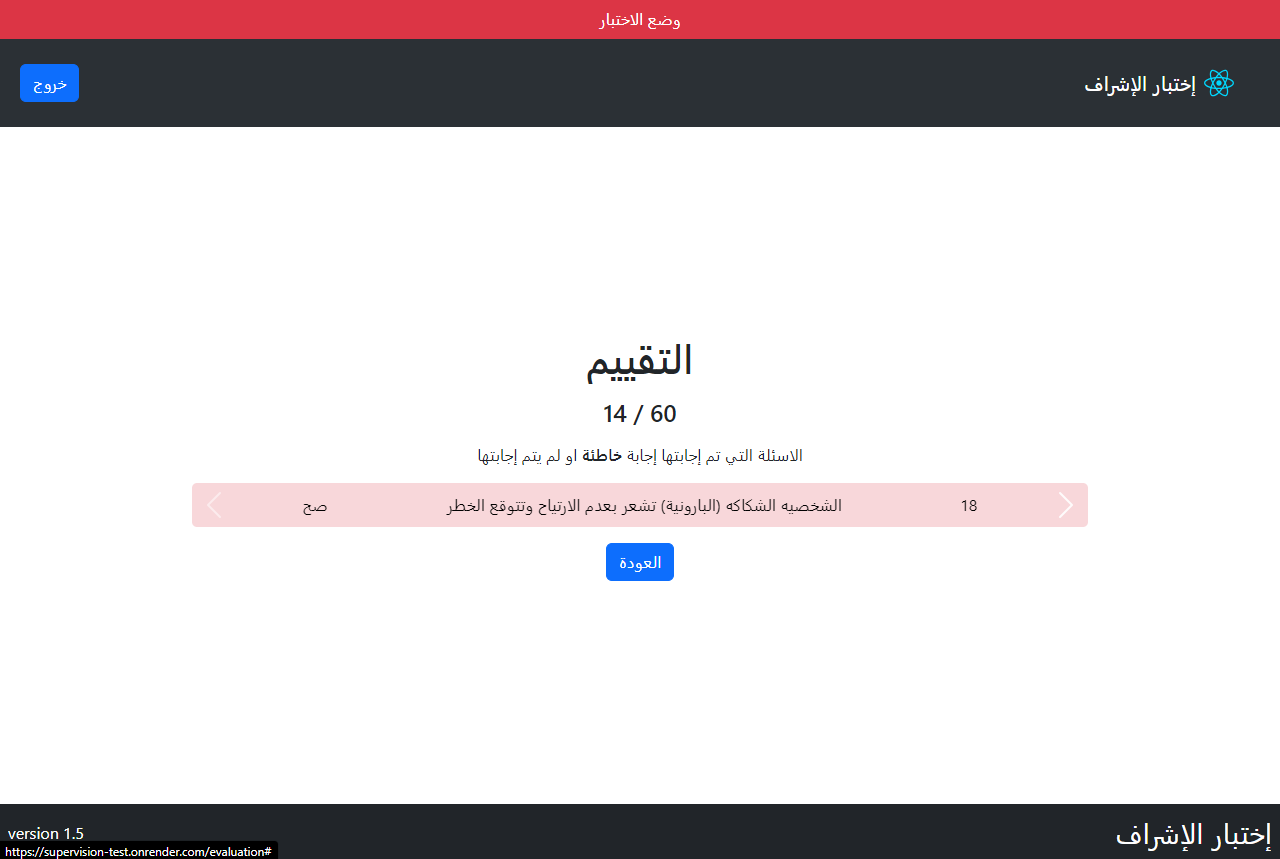 وضع الاختبار
إختبار الإشراف
خروج
التقييم
14 / 60
الاسئلة التي تم إجابتها إجابة خاطئة او لم يتم إجابتها
18 الشخصيه الشكاكه (البارونية) تشعر بعدم الارتياح وتتوقع الخطر صح
العودة
إختبار الإشراف
version 1.5
https://supervision-test.onrender.com/evaluation#